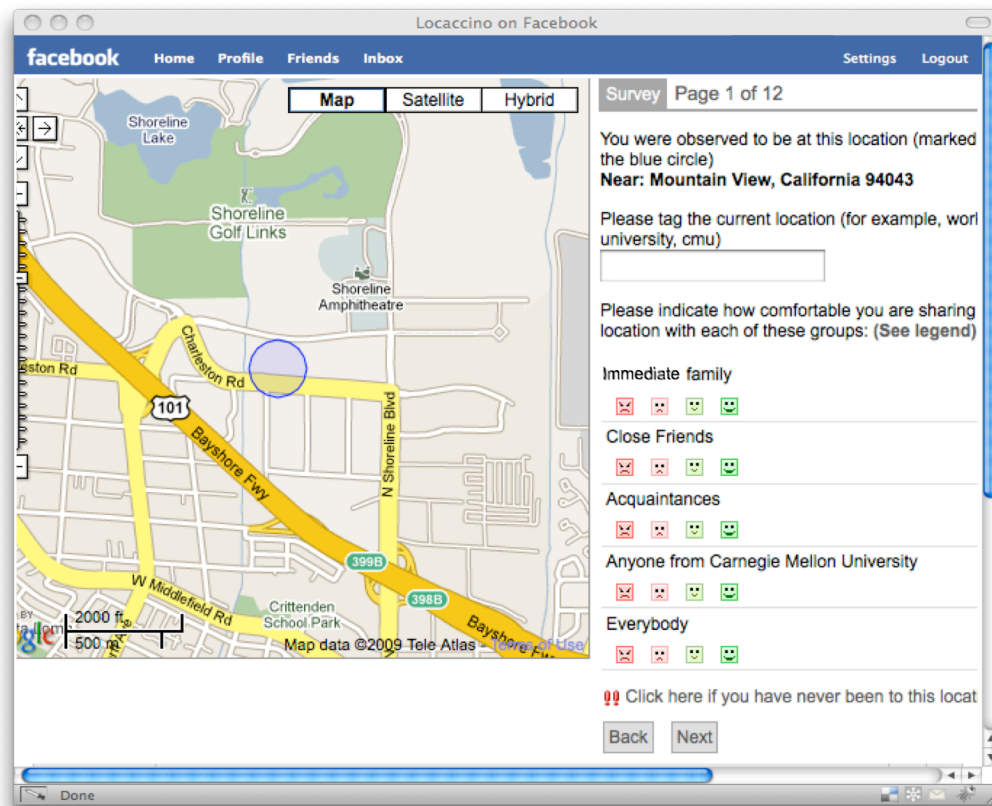 Locaccino on Facebook
facebook Home Profile Friends Inbox Settings Logout
Map Satellite Hybrid
Shoreline
Lake
Shoreline
Golf Links
Shoreline
Amphitheatre
Charleston Rd
eston Rd
101
Bayshore Fwy
N Shoreline Blvd
399B
398B
W Middlefield Rd
Crittenden
School Park
Bayshore Fw
2000 ft
500 m
Map data ©2009 Tele Atlas - Terms of Use
Survey Page 1 of 12
You were observed to be at this location (marked
the blue circle)
Near: Mountain View, California 94043
Please tag the current location (for example, worl
university, cmu)
Please indicate how comfortable you are sharing
location with each of these groups: (See legend)
Immediate family
Close Friends
Acquaintances
Anyone from Carnegie Mellon University
Everybody
Click here if you have never been to this locat
Back Next
Done